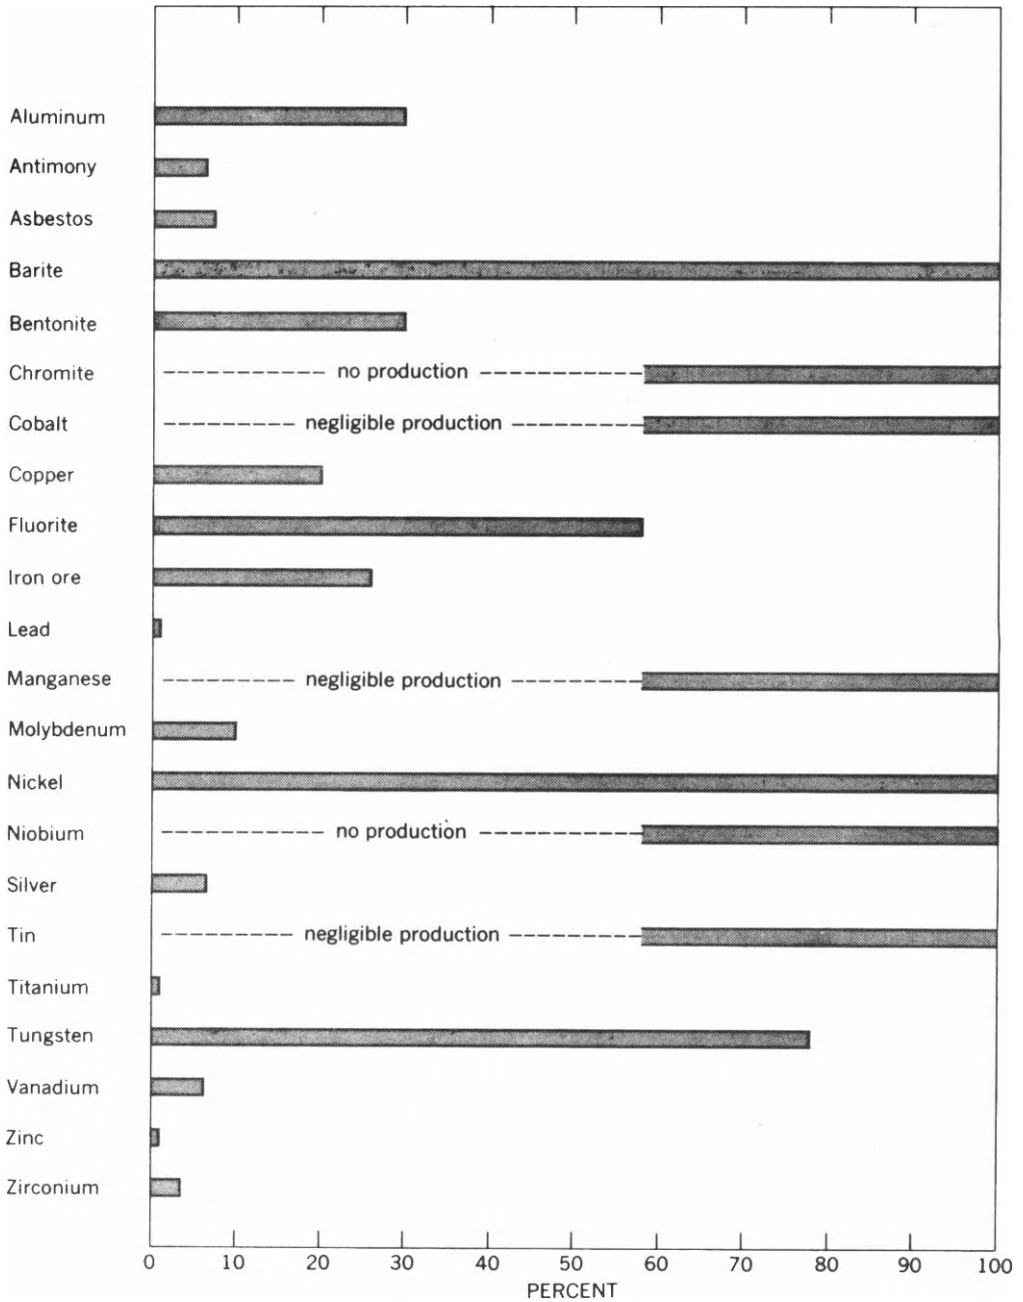 Aluminum
Antimony
Asbestos
Barite
Bentonite
Chromite no production
Cobalt negligible production
Copper
Fluorite
Iron ore
Lead
Manganese negligible production
Molybdenum
Nickel
Niobium no production
Silver
Tin negligible production
Titanium
Tungsten
Vanadium
Zinc
Zirconium
0 10 20 30 40 50 60 70 80 90 100
PERCENT